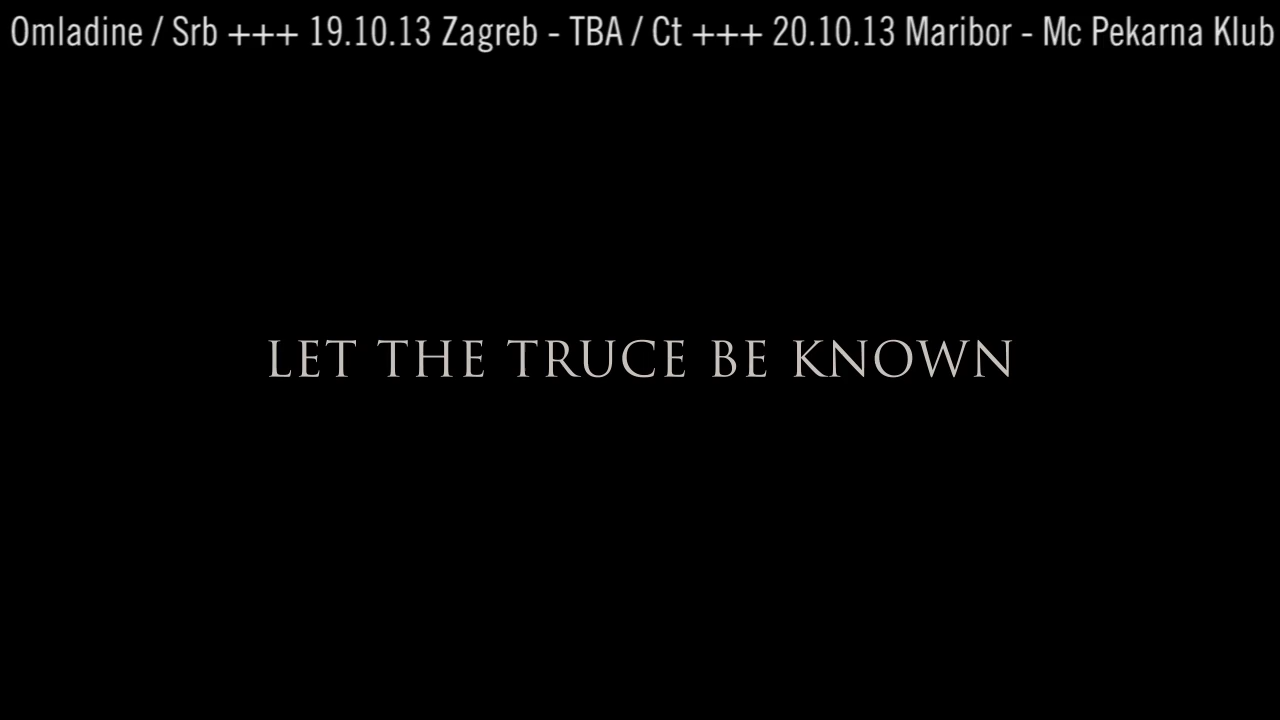 Omladine / Srb +++ 19.10.13 Zagreb - TBA / Ct +++ 20.10.13 Maribor - Mc Pekarna Klub
LET THE TRUCE BE KNOWN